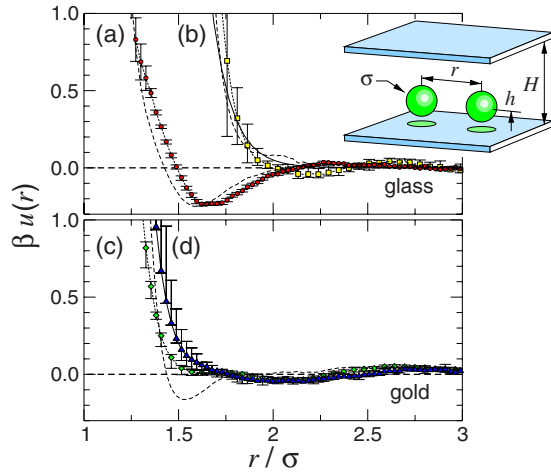 (a) (b)
σ r h H
glass
1.0
0.5
0.0
(c) (d)
gold
1.0
0.5
0.0
β u(r)
1 1.5 2 2.5 3
r / σ